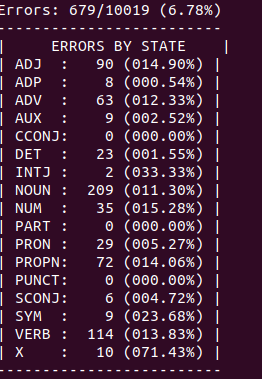 Errors: 679/10019 (6.78%)
-------------------------
|     ERRORS BY STATE    |
| ADJ  :   90 (014.90%) |
| ADP  :    8 (000.54%) |
| ADV  :   63 (012.33%) |
| AUX  :    9 (002.52%) |
| CCONJ:    0 (000.00%) |
| DET  :   23 (001.55%) |
| INTJ :    2 (033.33%) |
| NOUN :  209 (011.30%) |
| NUM  :   35 (015.28%) |
| PART :    0 (000.00%) |
| PRON :   29 (005.27%) |
| PROPN:   72 (014.06%) |
| PUNCT:    0 (000.00%) |
| SCONJ:    6 (004.72%) |
| SYM  :    9 (023.68%) |
| VERB :  114 (013.83%) |
| X    :   10 (071.43%) |
-------------------------